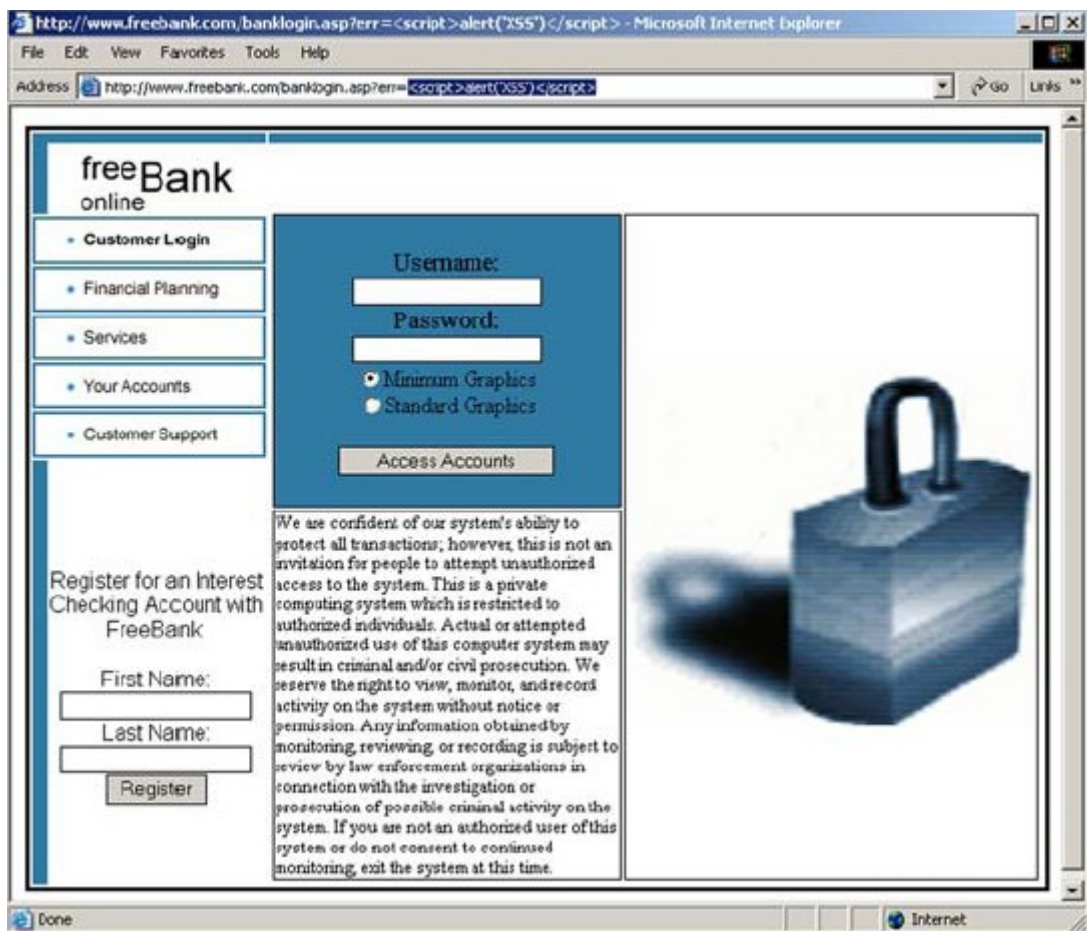 http://www.freebank.com/banklogin.asp?err=<script>alert('XSS')</script> - Microsoft Internet Explorer
File Edit View Favorites Tools Help
Address http://www.freebank.com/banklogin.asp?err=<script>alert('XSS')</script> Go Links »
free Bank
online
Customer Login
Financial Planning
Services
Your Accounts
Customer Support
Register for an Interest
Checking Account with
FreeBank
First Name:
Last Name:
Register
Username:
Password:
Minimum Graphics
Standard Graphics
Access Accounts
We are confident of our system's ability to
protect all transactions; however, this is not an
invitation for people to attempt unauthorized
access to the system. This is a private
computing system which is restricted to
authorized individuals. Actual or attempted
unauthorized use of this computer system may
result in criminal and/or civil prosecution. We
reserve the right to view, monitor, and record
activity on the system without notice or
permission. Any information obtained by
monitoring, reviewing, or recording is subject to
review by law enforcement organizations in
connection with the investigation or
prosecution of possible criminal activity on the
system. If you are not an authorized user of this
system or do not consent to continued
monitoring, exit the system at this time.
Done
Internet